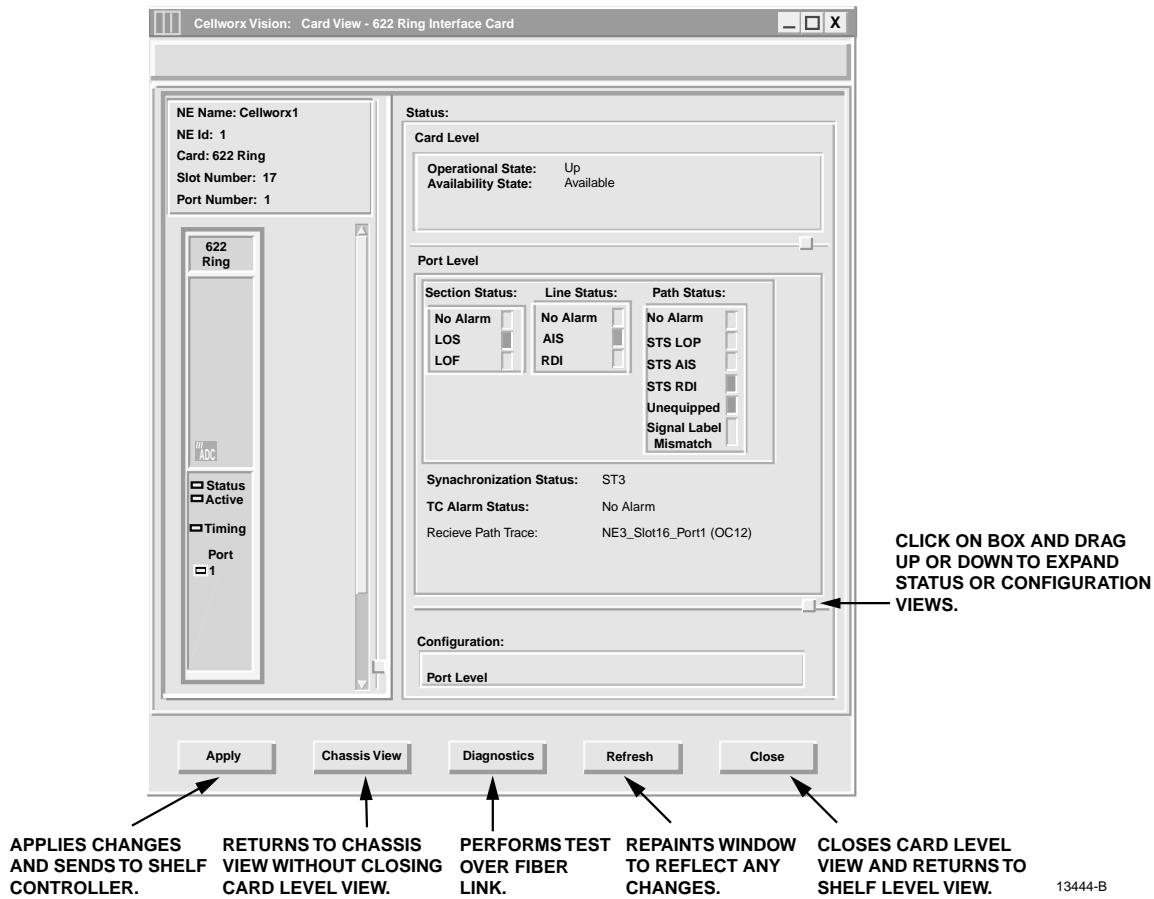 Cellworx Vision: Card View - 622 Ring Interface Card
X
NE Name: Cellworx1
NE Id: 1
Card: 622 Ring
Slot Number: 17
Port Number: 1
622
Ring
ADC
Status
Active
Timing
Port
1
Status:
Card Level
Operational State: Up
Availability State: Available
Port Level
Section Status: Line Status: Path Status:
No Alarm
LOS
LOF
No Alarm
AIS
RDI
No Alarm
STS LOP
STS AIS
STS RDI
Unequipped
Signal Label
Mismatch
Synachronization Status: ST3
TC Alarm Status: No Alarm
Recieve Path Trace: NE3_Slot16_Port1 (OC12)
Configuration:
Port Level
CLICK ON BOX AND DRAG
UP OR DOWN TO EXPAND
STATUS OR CONFIGURATION
VIEWS.
Apply Chassis View Diagnostics Refresh Close
APPLIES CHANGES
AND SENDS TO SHELF
CONTROLLER.
RETURNS TO CHASSIS
VIEW WITHOUT CLOSING
CARD LEVEL VIEW.
PERFORMS TEST
OVER FIBER
LINK.
REPAINTS WINDOW
TO REFLECT ANY
CHANGES.
CLOSES CARD LEVEL
VIEW AND RETURNS TO
SHELF LEVEL VIEW.
13444-B